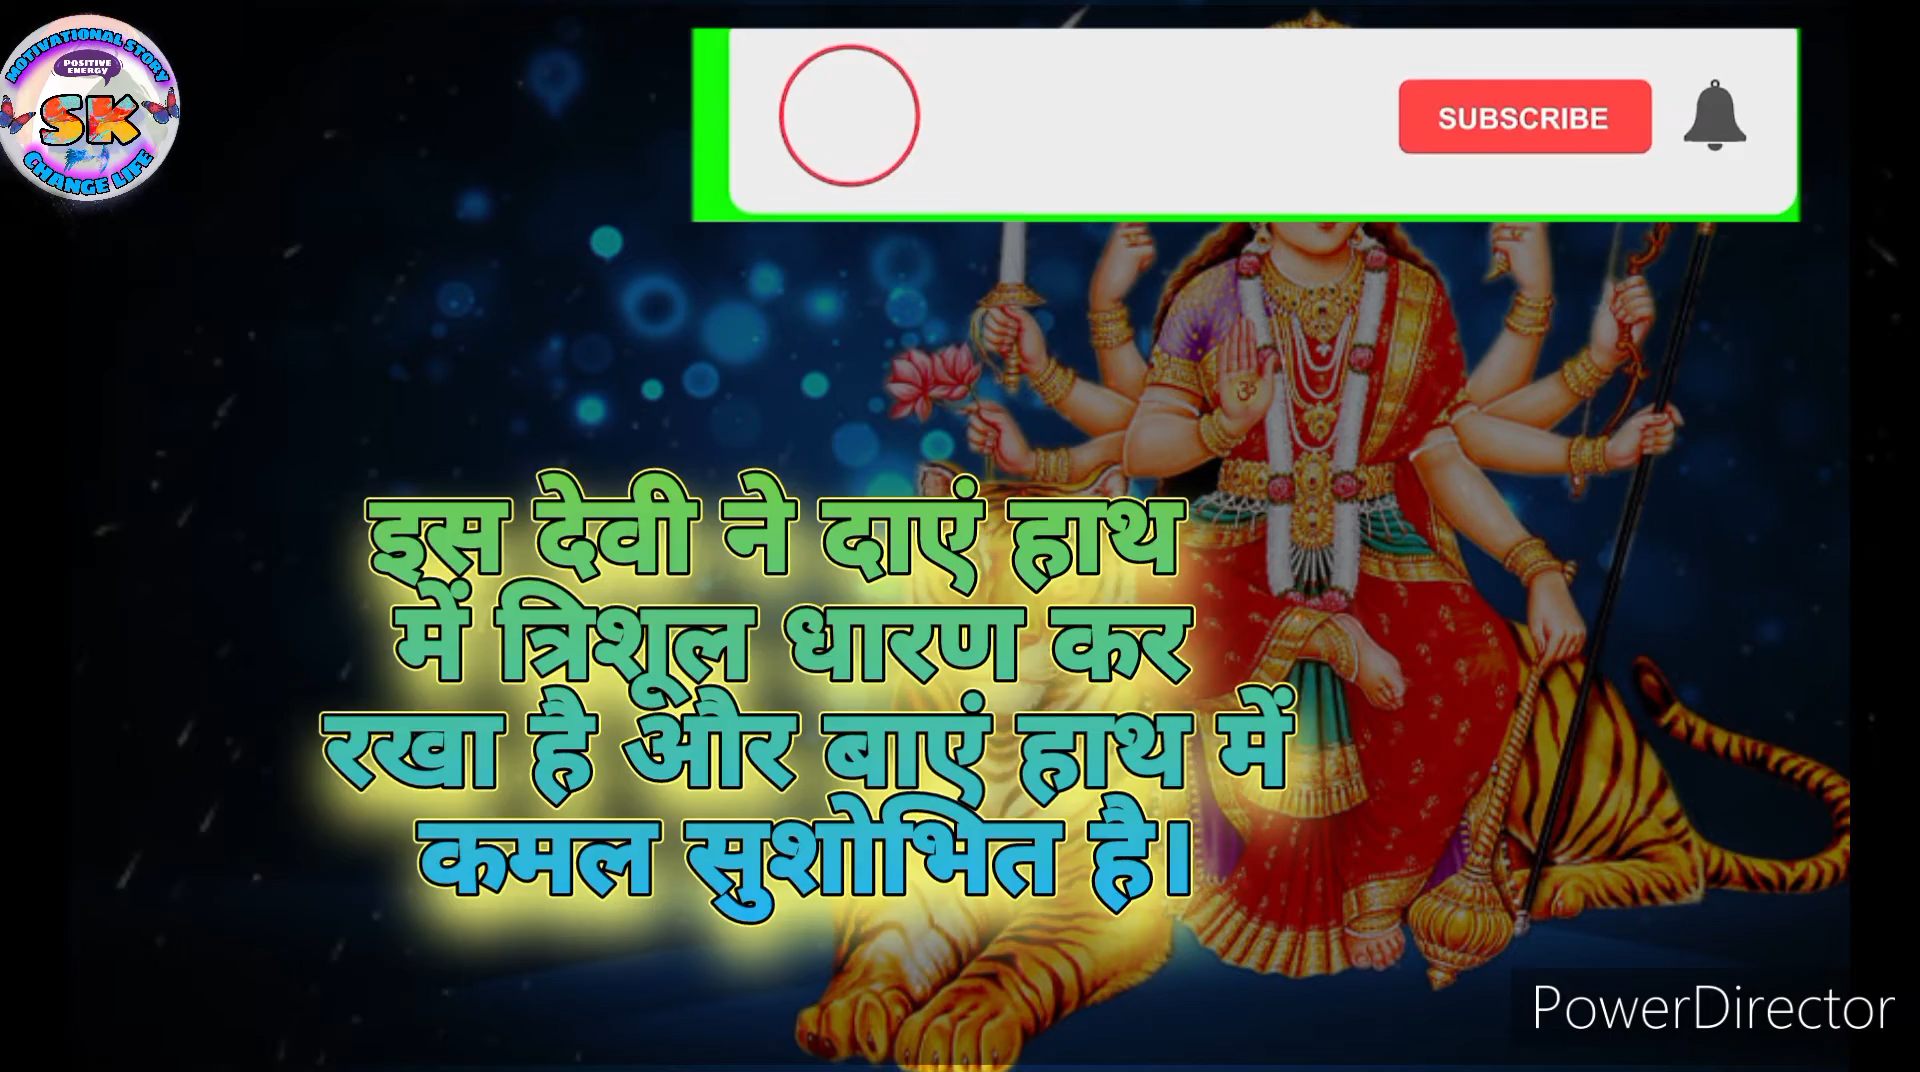 MOTIVATIONAL STORY
POSITIVE
ENERGY
SK
CHANGE LIFE
SUBSCRIBE
ॐ
इस देवी ने दाएं हाथ
में त्रिशूल धारण कर
रखा है और बाएं हाथ में
कमल सुशोभित है।
PowerDirector